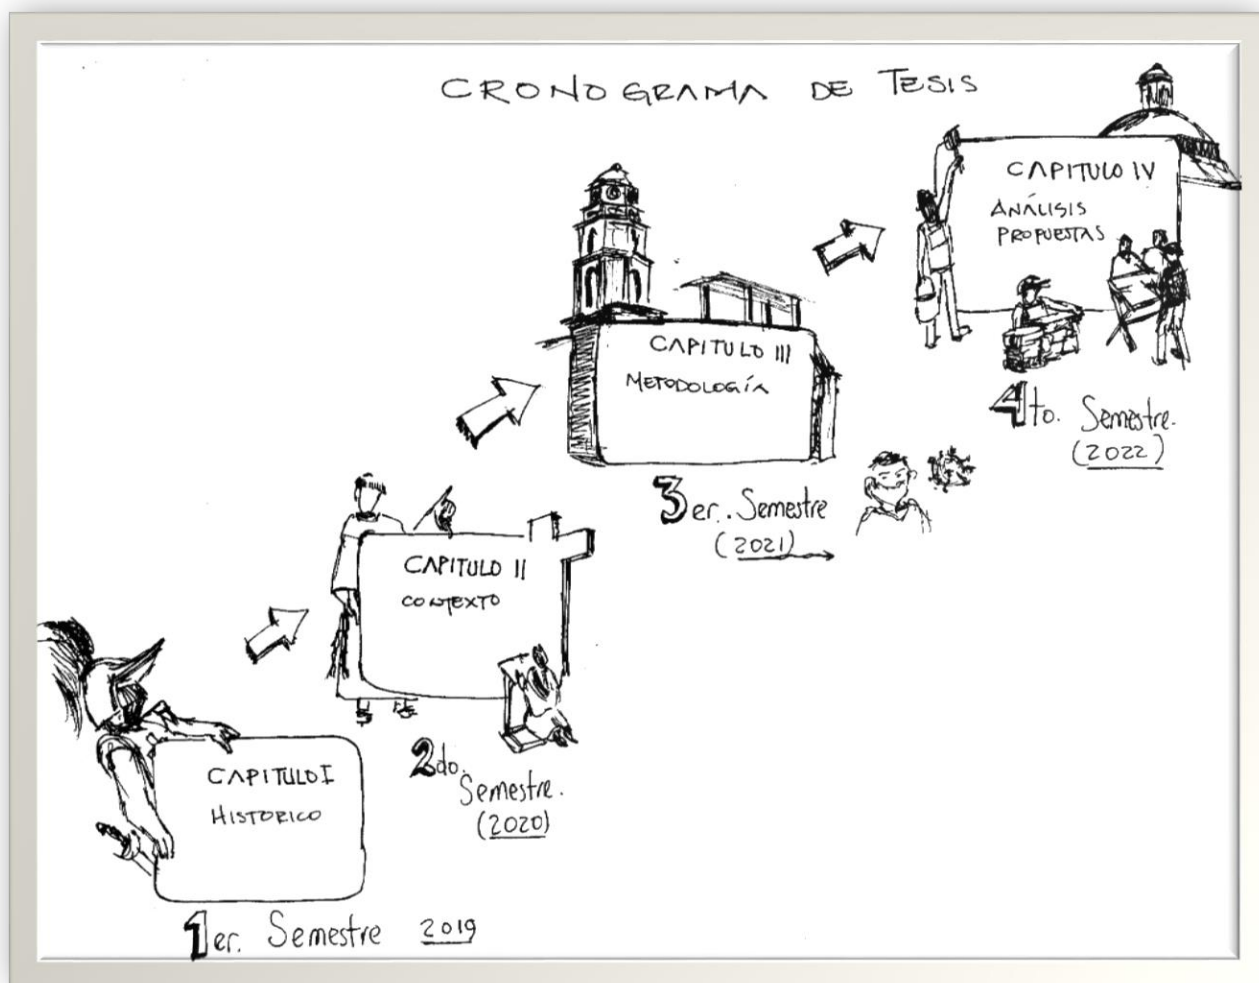 CRONOGRAMA DE TESIS
CAPITULO I
HISTORICO
1er. Semestre 2019
CAPITULO II
CONTEXTO
2do.
Semestre.
(2020)
CAPITULO III
METODOLOGÍA
3er. Semestre
(2021)
CAPITULO IV
ANÁLISIS
PROPUESTAS
4to. Semestre.
(2022)